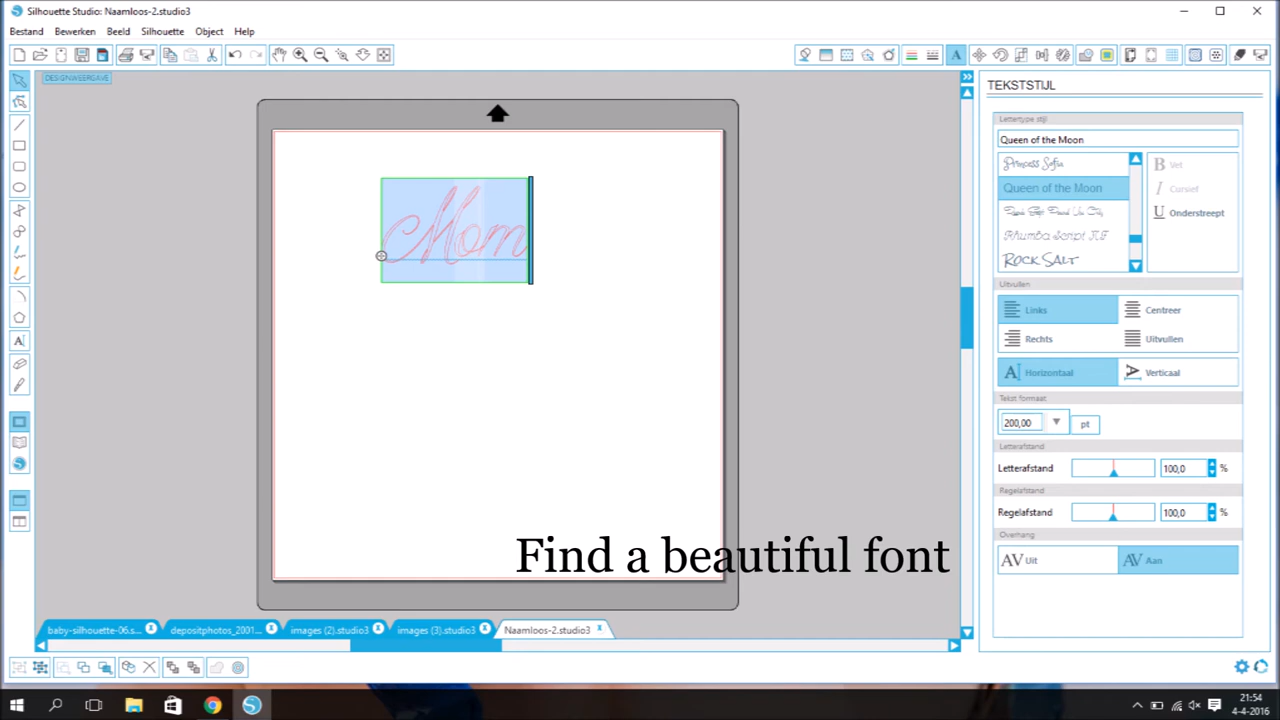 Silhouette Studio: Naamloos-2.studio3
Bestand Bewerken Beeld Silhouette Object Help
DESIGNWEERGAVE
TEKSTSTIJL
Lettertype stijl
Queen of the Moon
Princess Sofia
Queen of the Moon
Rhumba Script NF
Rock Salt
B Vet
I Cursief
U Onderstreept
Uitvullen
Links Centreer
Rechts Uitvullen
Horizontaal Verticaal
Tekst formaat
200,00 pt
Letterafstand
Letterafstand 100,0 %
Regelafstand
Regelafstand 100,0 %
Overhang
AV Uit AV Aan
Mom
Find a beautiful font
baby-silhouette-06.s... depositphotos_2001... images (2).studio3 images (3).studio3 Naamloos-2.studio3
21:54
4-4-2016